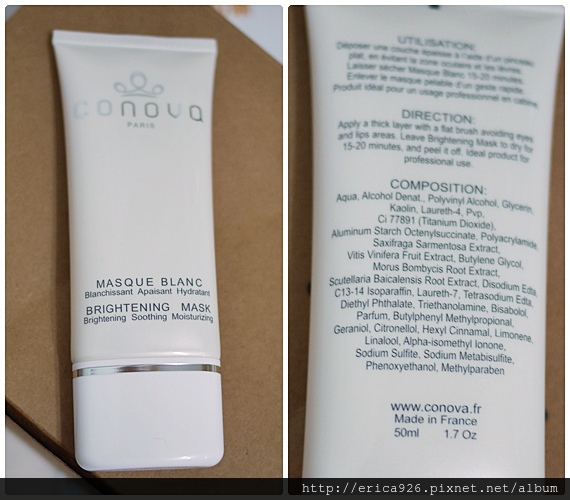 conova
PARIS
MASQUE BLANC
Blanchissant Apaisant Hydratant
BRIGHTENING MASK
Brightening Soothing Moisturizing
UTILISATION:
Déposer une couche épaisse à l'aide d'un pinceau
plat, en évitant la zone oculaire et les lèvres.
Laisser sécher Masque Blanc 15-20 minutes.
Enlever le masque pelable d'un geste rapide.
Produit idéal pour un usage professionnel en cabine.
DIRECTION:
Apply a thick layer with a flat brush avoiding eyes
and lips areas. Leave Brightening Mask to dry for
15-20 minutes, and peel it off. Ideal product for
professional use.
COMPOSITION:
Aqua, Alcohol Denat., Polyvinyl Alcohol, Glycerin,
Kaolin, Laureth-4, Pvp,
Ci 77891 (Titanium Dioxide),
Aluminum Starch Octenylsuccinate, Polyacrylamide,
Saxifraga Sarmentosa Extract,
Vitis Vinifera Fruit Extract, Butylene Glycol,
Morus Bombycis Root Extract,
Scutellaria Baicalensis Root Extract, Disodium Edta,
C13-14 Isoparaffin, Laureth-7, Tetrasodium Edta,
Diethyl Phthalate, Triethanolamine, Bisabolol,
Parfum, Butylphenyl Methylpropional,
Geraniol, Citronellol, Hexyl Cinnamal, Limonene,
Linalool, Alpha-isomethyl Ionone,
Sodium Sulfite, Sodium Metabisulfite,
Phenoxyethanol, Methylparaben
www.conova.fr
Made in France
50ml 1.7 Oz
http://erica926.pixnet.net/album